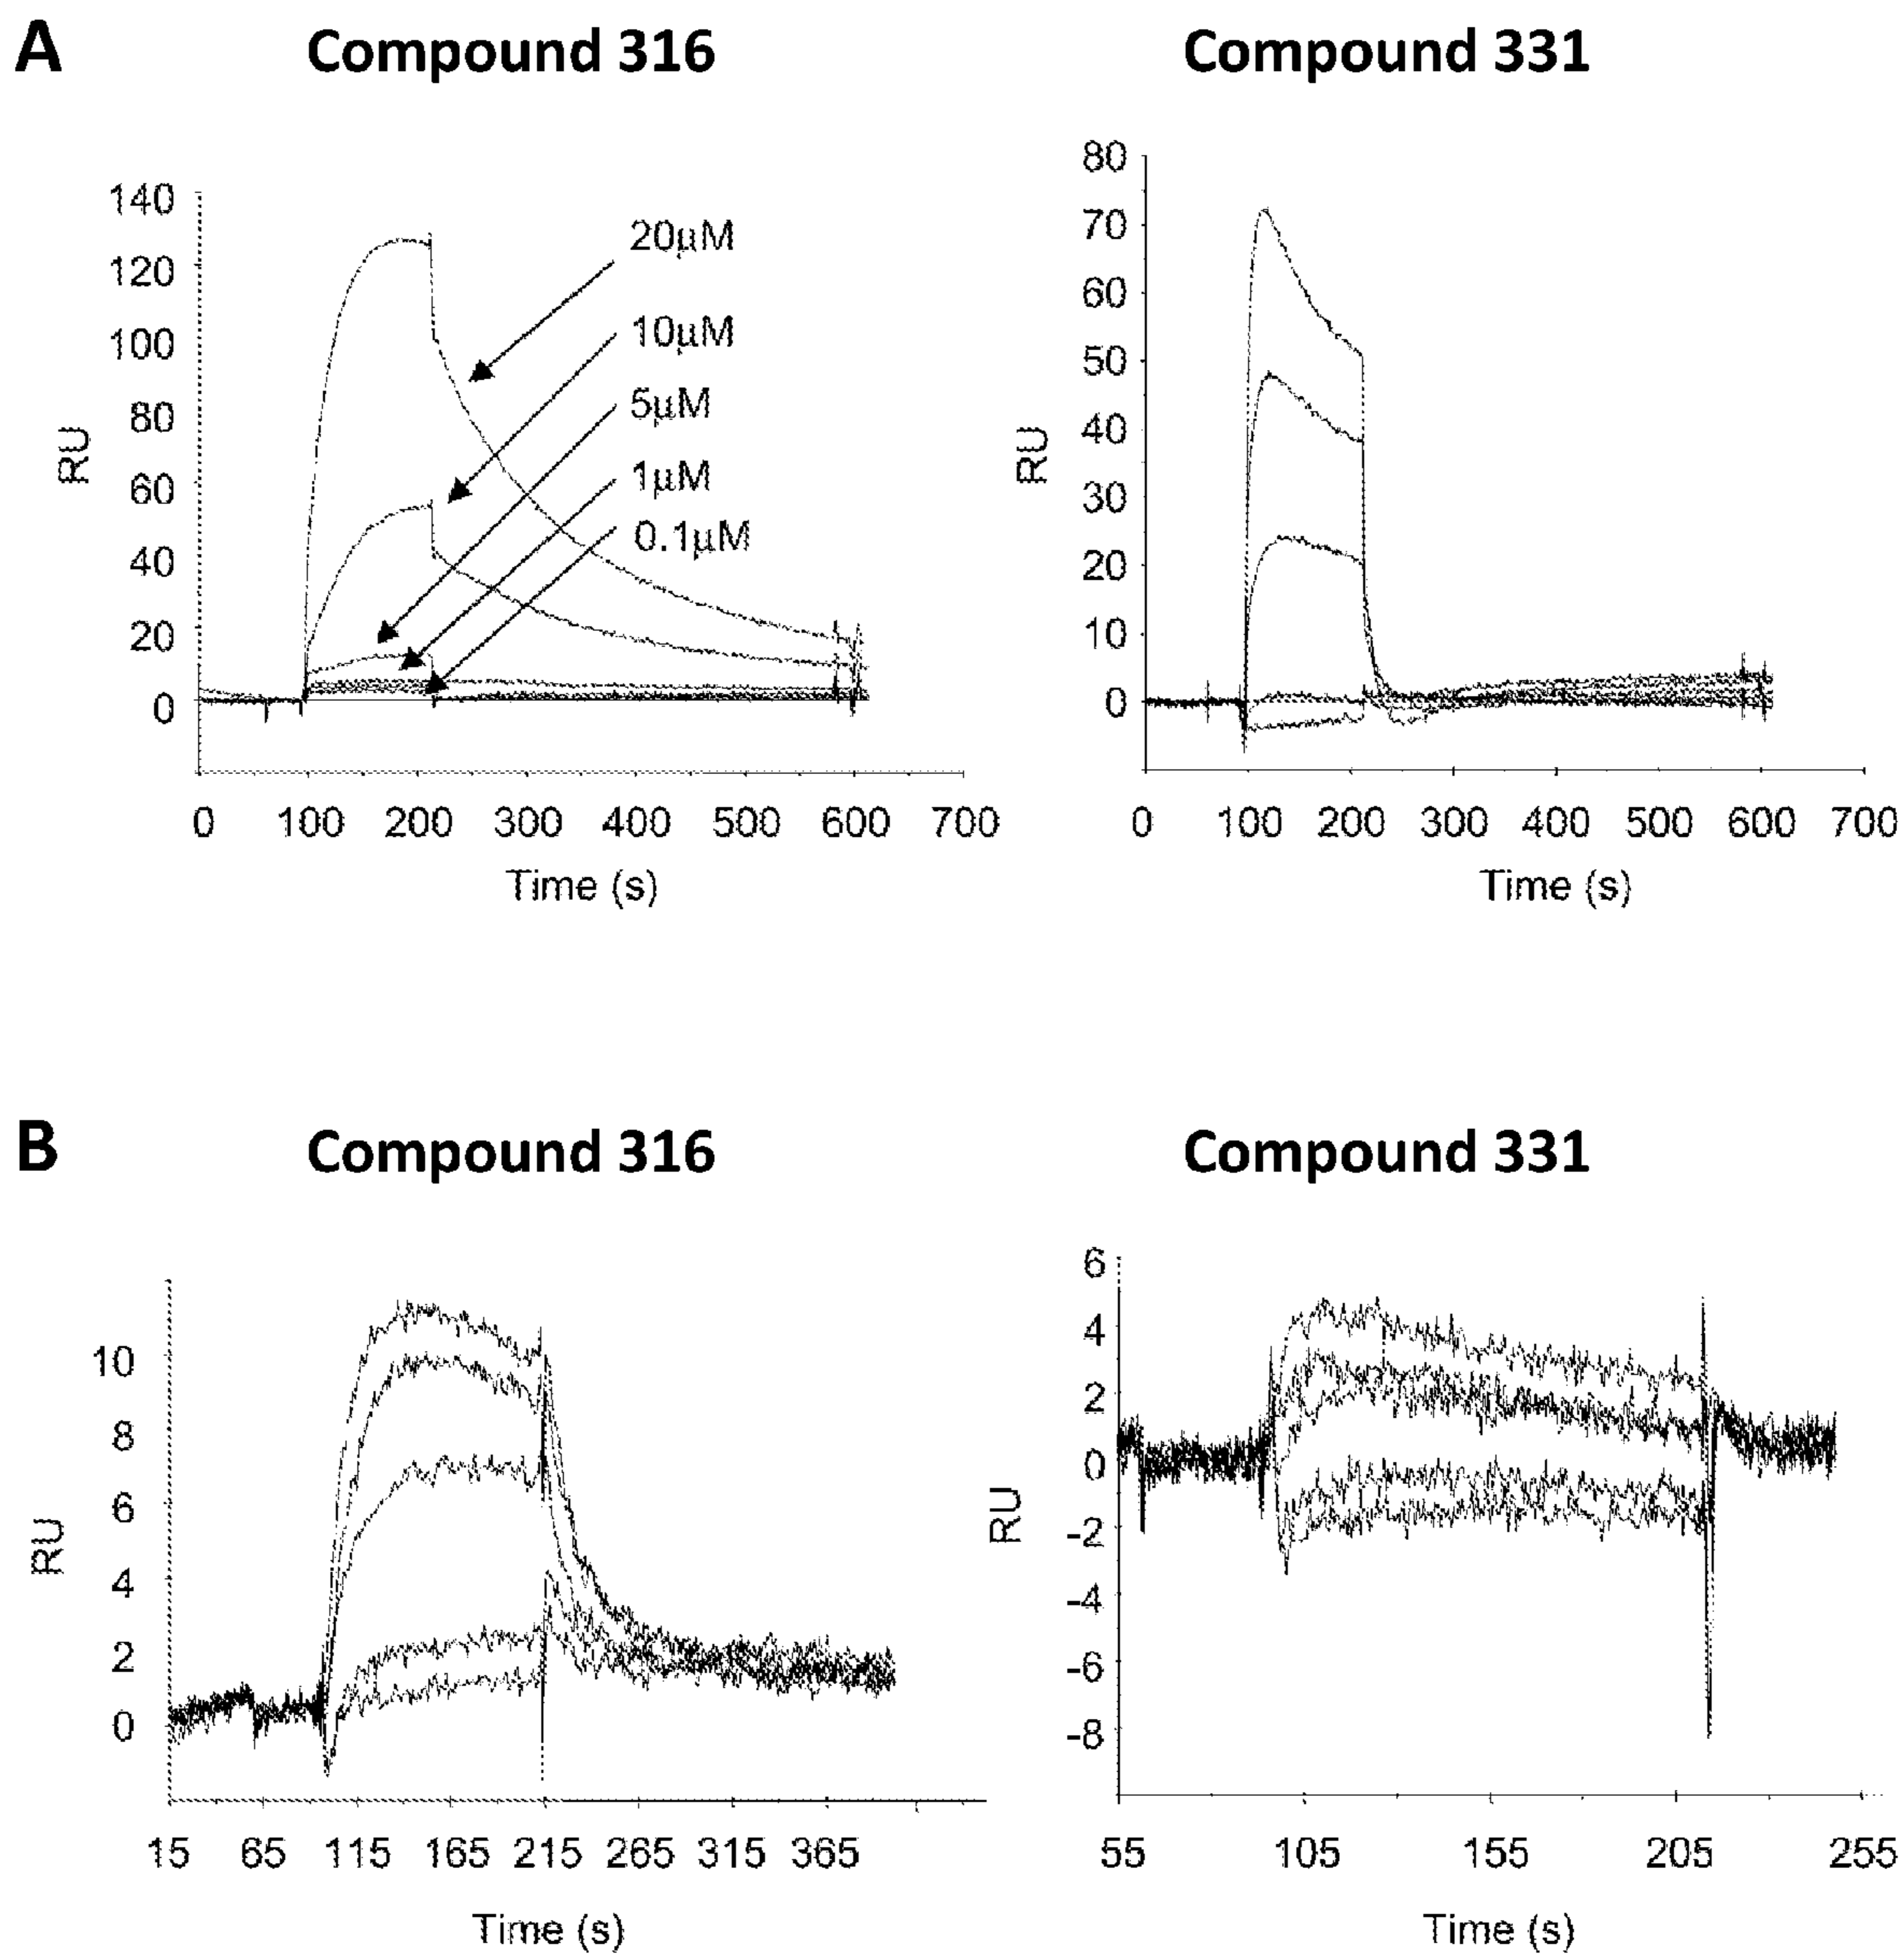 A
Compound 316
Compound 331
140
120
100
80
60
40
20
0
RU
20µM
10µM
5µM
1µM
0.1µM
0 100 200 300 400 500 600 700
Time (s)
80
70
60
50
40
30
20
10
0
RU
0 100 200 300 400 500 600 700
Time (s)
B
Compound 316
Compound 331
10
8
6
4
2
0
RU
15 65 115 165 215 265 315 365
Time (s)
6
4
2
0
-2
-4
-6
-8
RU
55 105 155 205 255
Time (s)